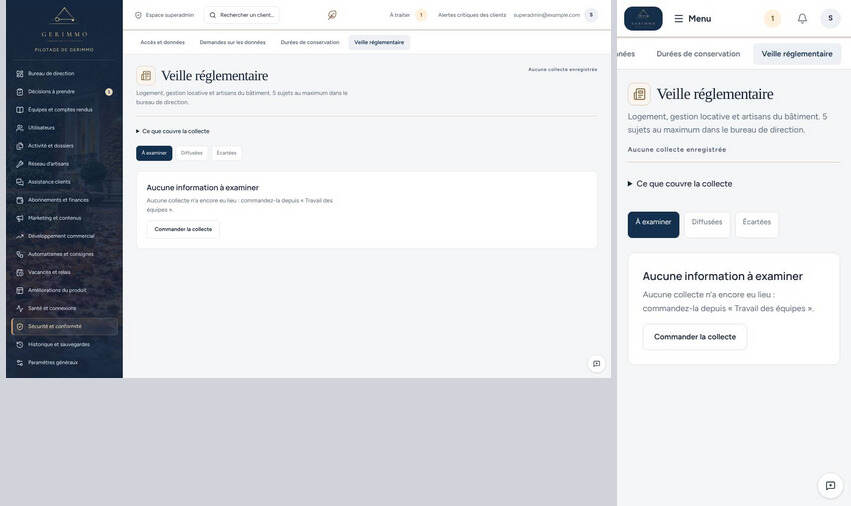 GERIMMO
PILOTAGE DE GERIMMO
Bureau de direction
Décisions à prendre 1
Équipes et comptes rendus
Utilisateurs
Activité et dossiers
Réseau d'artisans
Assistance clients
Abonnements et finances
Marketing et contenus
Développement commercial
Automatismes et consignes
Vacances et relais
Améliorations du produit
Santé et connexions
Sécurité et conformité
Historique et sauvegardes
Paramètres généraux
Espace superadmin
Rechercher un client...
À traiter 1
Alertes critiques des clients
superadmin@example.com S
Accès et données
Demandes sur les données
Durées de conservation
Veille réglementaire
Veille réglementaire
Aucune collecte enregistrée
Logement, gestion locative et artisans du bâtiment. 5 sujets au maximum dans le
bureau de direction.
Ce que couvre la collecte
À examiner
Diffusées
Écartées
Aucune information à examiner
Aucune collecte n'a encore eu lieu : commandez-la depuis « Travail des
équipes ».
Commander la collecte
Menu
1
S
nnées
Durées de conservation
Veille réglementaire
Veille réglementaire
Logement, gestion locative et artisans du bâtiment. 5
sujets au maximum dans le bureau de direction.
Aucune collecte enregistrée
Ce que couvre la collecte
À examiner
Diffusées
Écartées
Aucune information à examiner
Aucune collecte n'a encore eu lieu :
commandez-la depuis « Travail des équipes ».
Commander la collecte